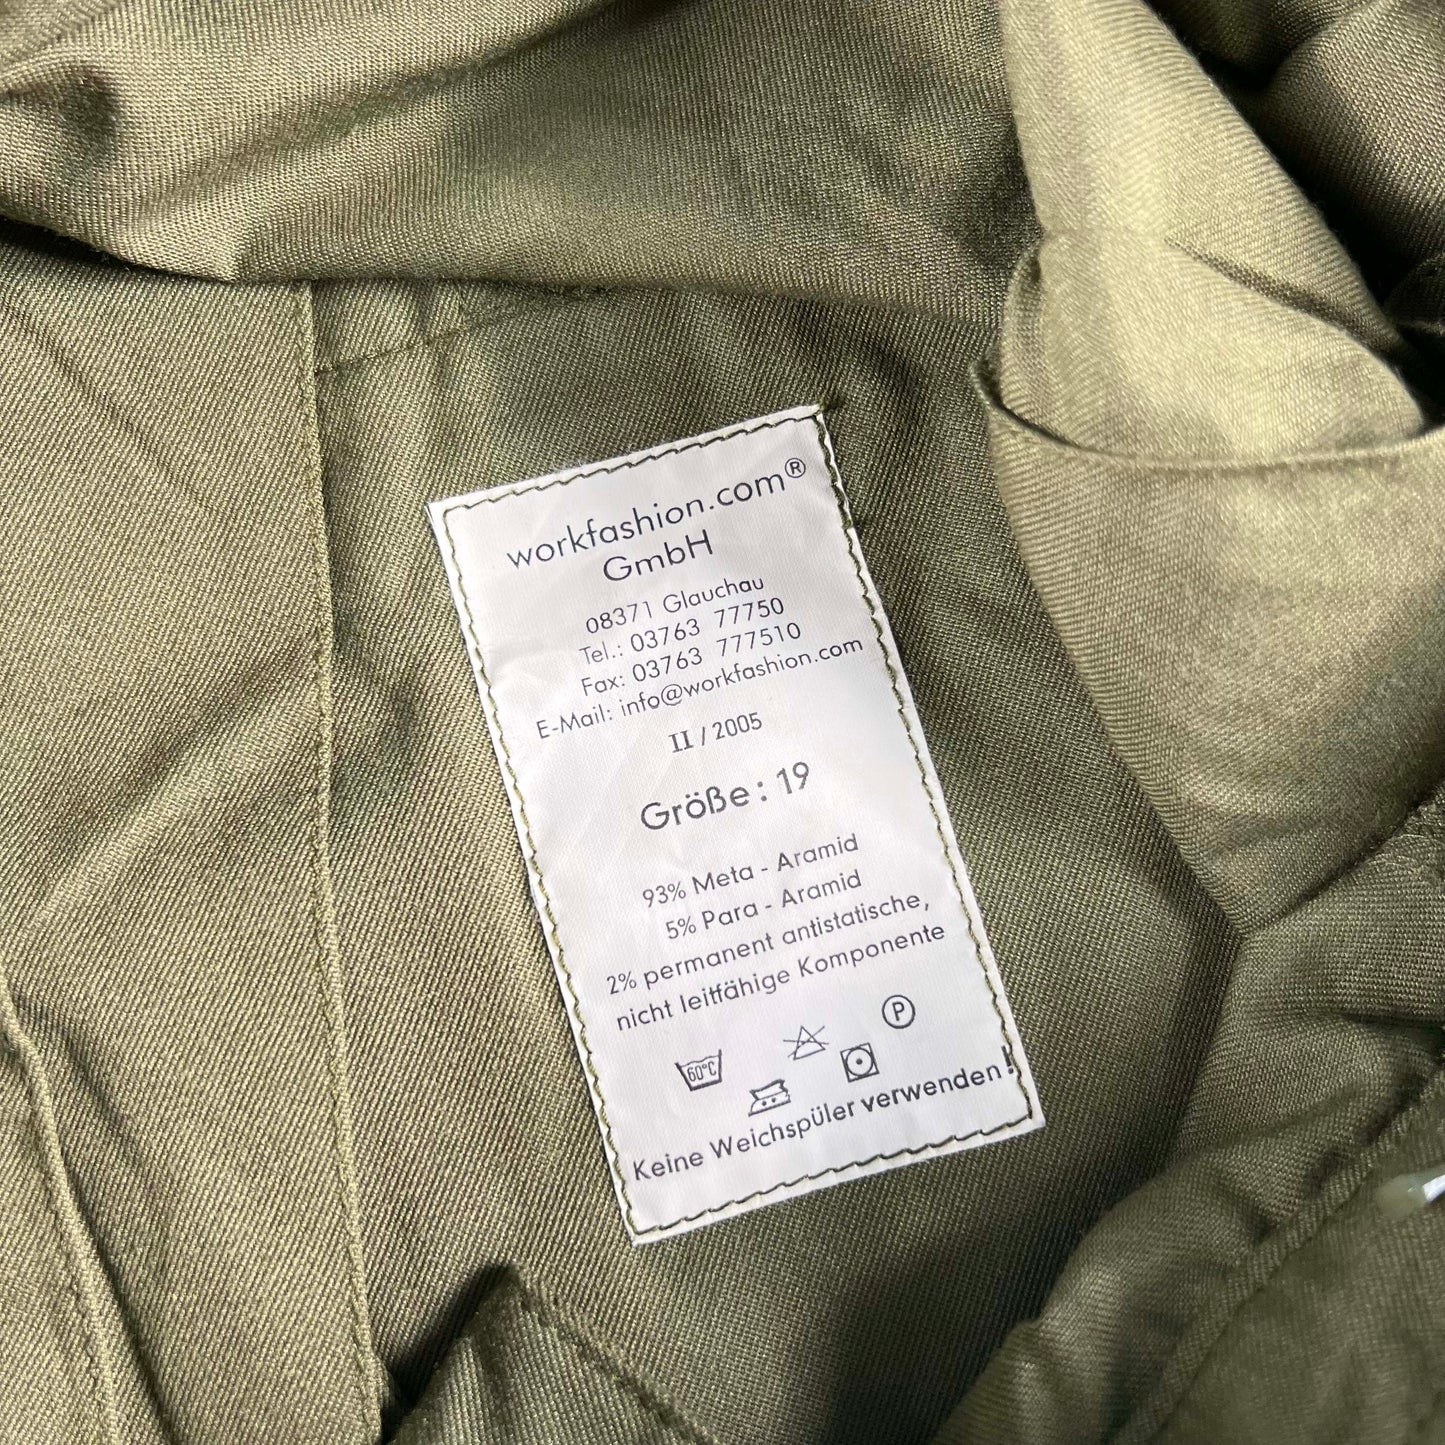 workfashion.com®
GmbH
08371 Glauchau
Tel.: 03763 77750
Fax: 03763 777510
E-Mail: info@workfashion.com
II / 2005
Größe: 19
93% Meta - Aramid
5% Para - Aramid
2% permanent antistatische,
nicht leitfähige Komponente
P
60°C
Keine Weichspüler verwenden!